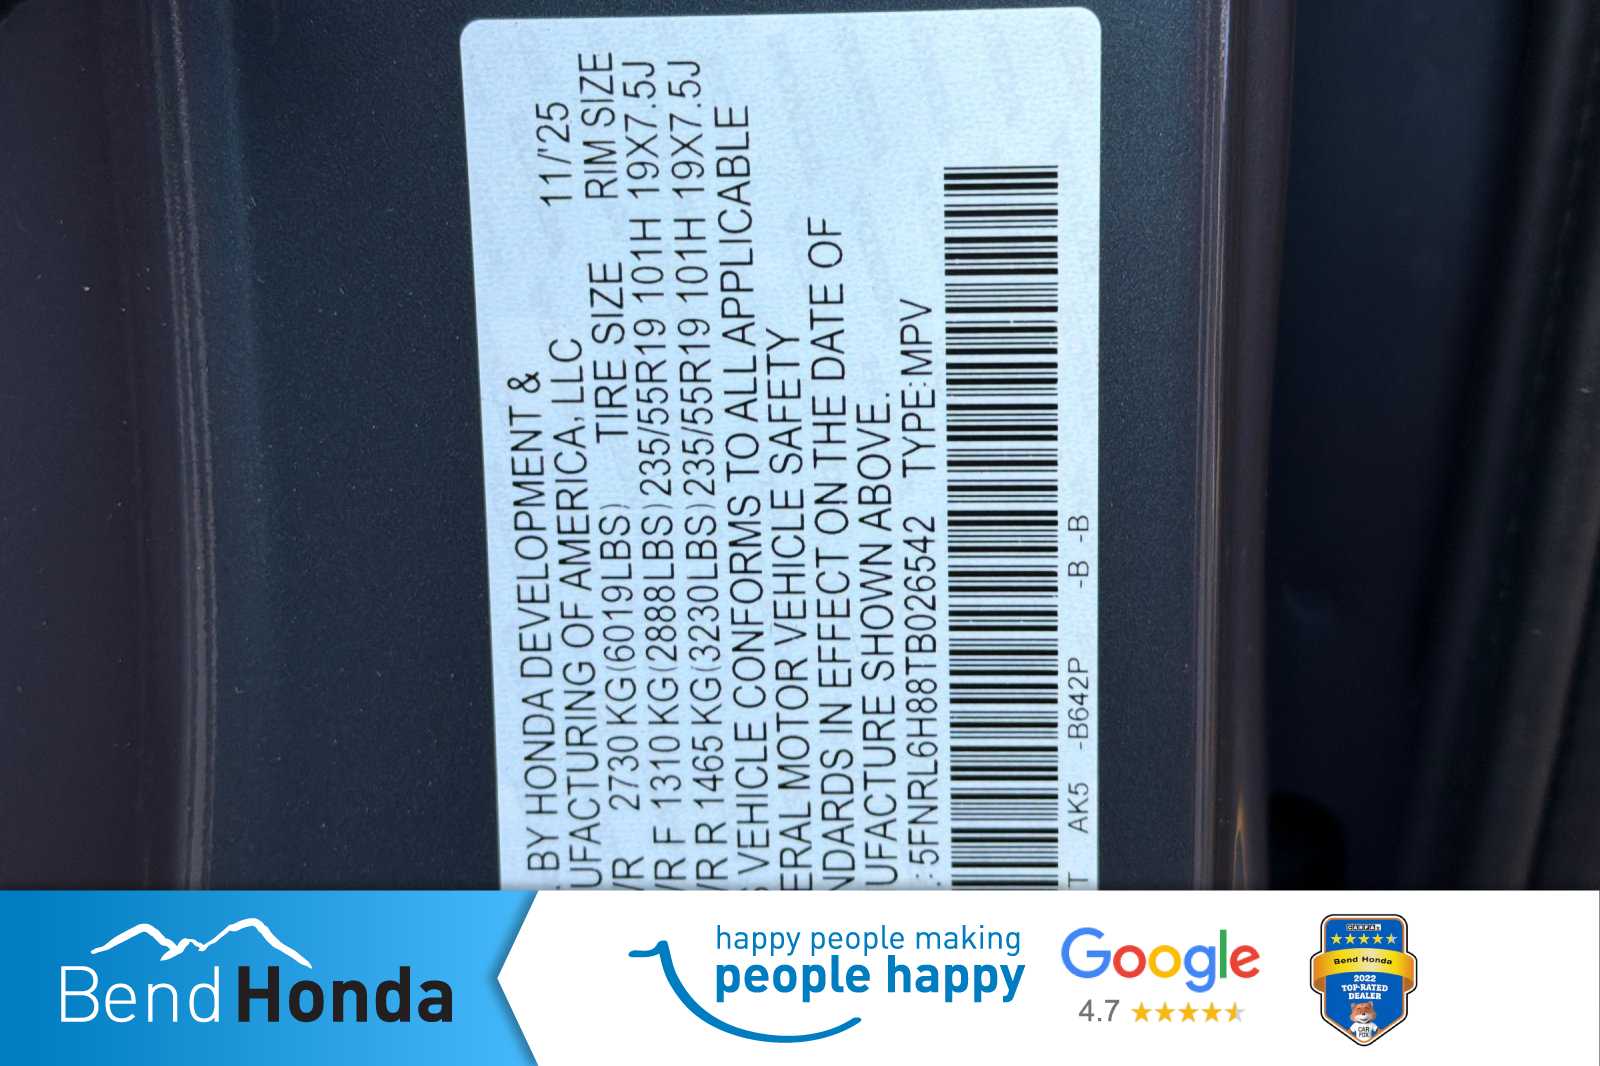 BY HONDA DEVELOPMENT &
UFACTURING OF AMERICA, LLC 11/'25
2730 KG(6019LBS) TIRE SIZE RIM SIZE
F 1310 KG(2888LBS) 235/55R19 101H 19X7.5J
R 1465 KG(3230LBS) 235/55R19 101H 19X7.5J
VEHICLE CONFORMS TO ALL APPLICABLE
ERAL MOTOR VEHICLE SAFETY
NDARDS IN EFFECT ON THE DATE OF
UFACTURE SHOWN ABOVE.
:5FNRL6H88TB026542 TYPE:MPV
AK5 -B642P -B -B
Bend Honda
happy people making
people happy
Google
4.7
CARFAX
Bend Honda
2022
TOP-RATED
DEALER
CAR
FOX